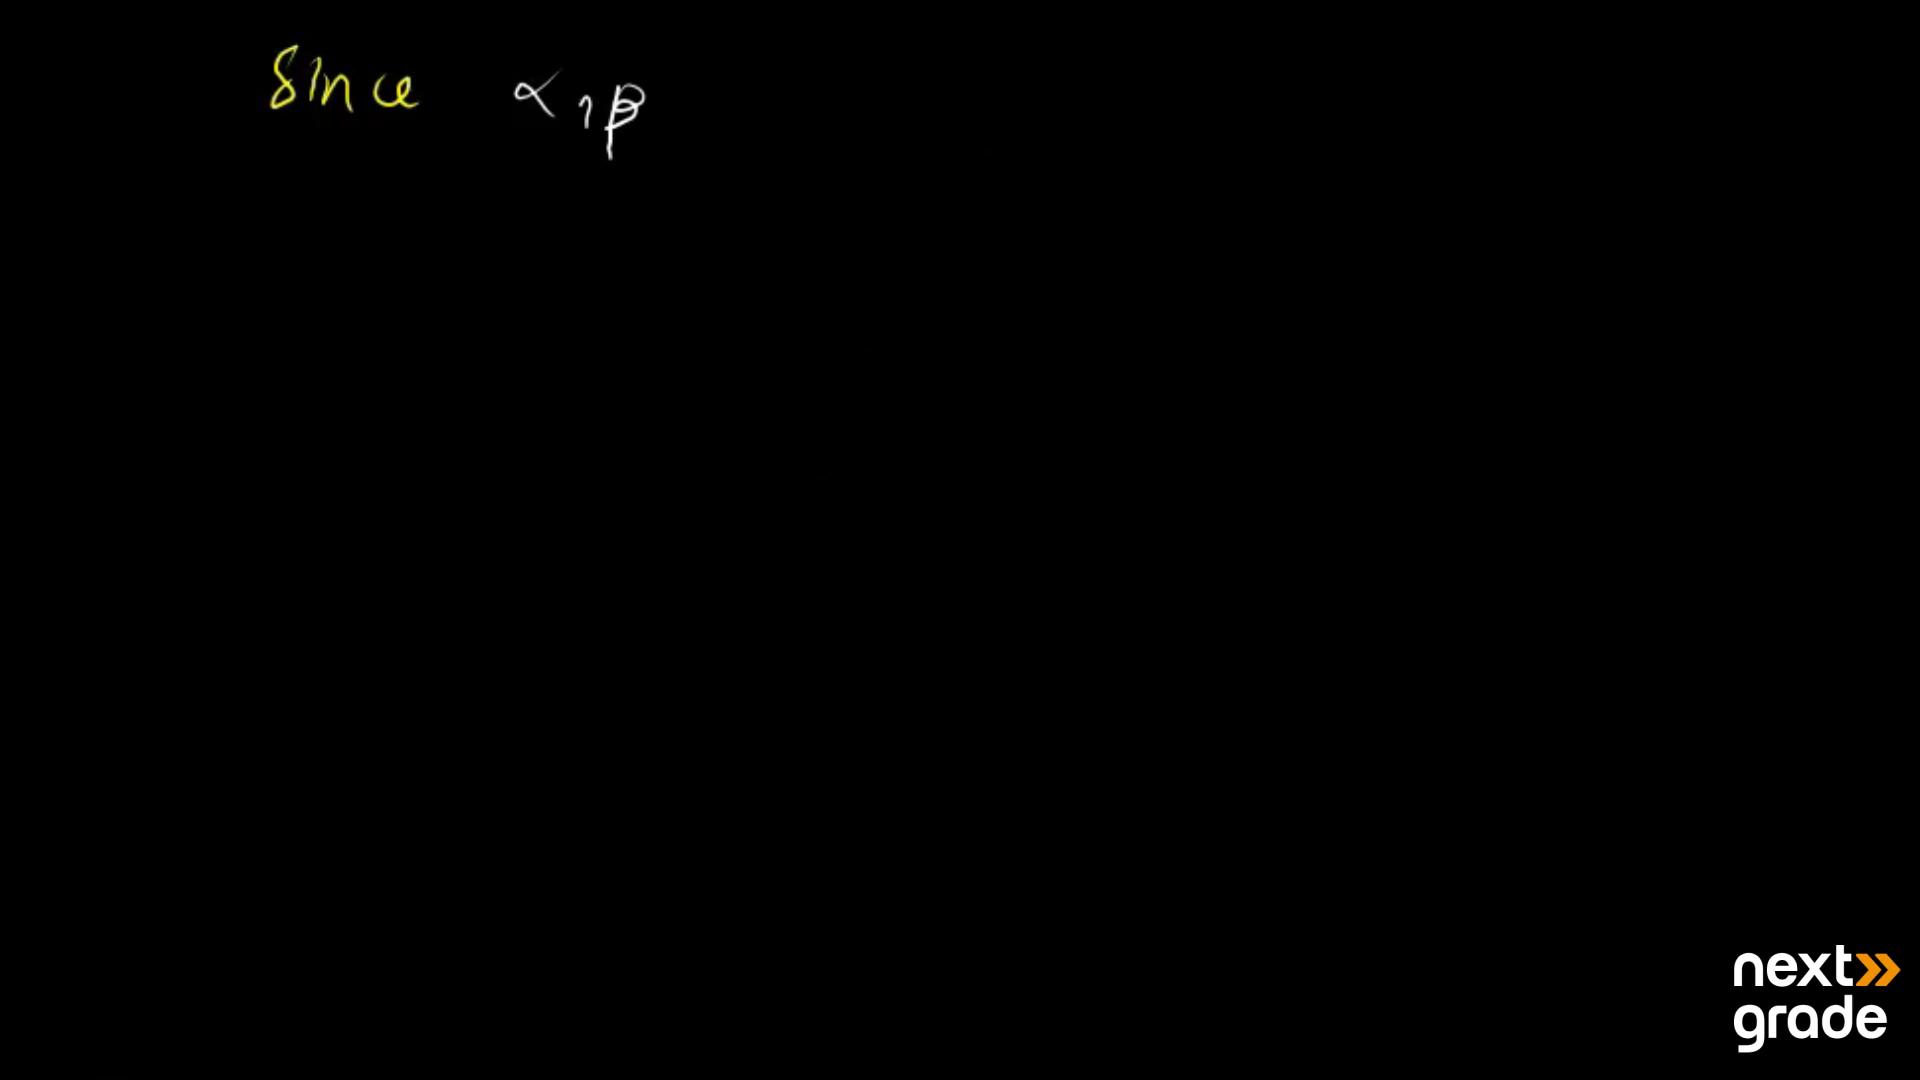 Since α, β
next
grade